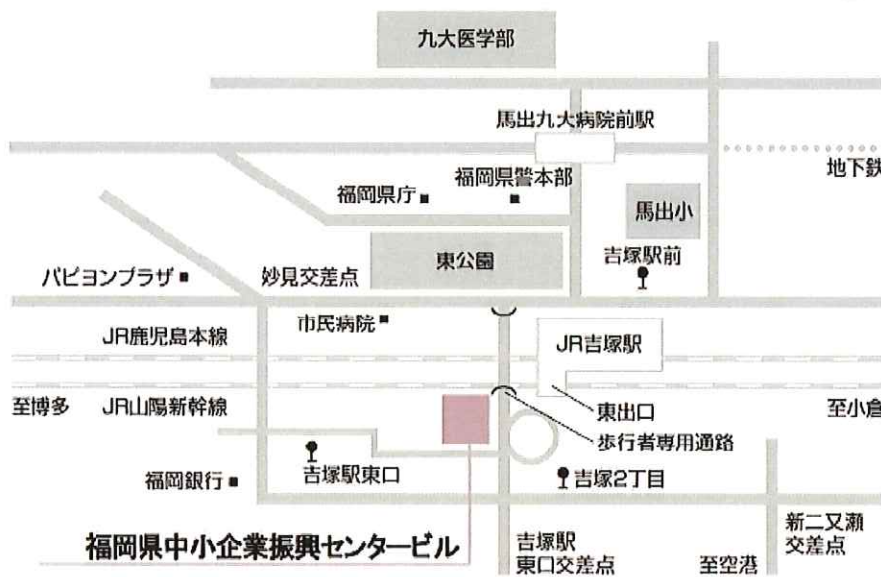 九大医学部
馬出九大病院前駅
地下鉄
福岡県庁
福岡県警本部
馬出小
東公園
吉塚駅前
パピヨンプラザ
妙見交差点
市民病院
JR鹿児島本線
JR吉塚駅
至博多
JR山陽新幹線
東出口
至小倉
歩行者専用通路
吉塚駅東口
福岡銀行
吉塚2丁目
新二又瀬
交差点
福岡県中小企業振興センタービル
吉塚駅
東口交差点
至空港